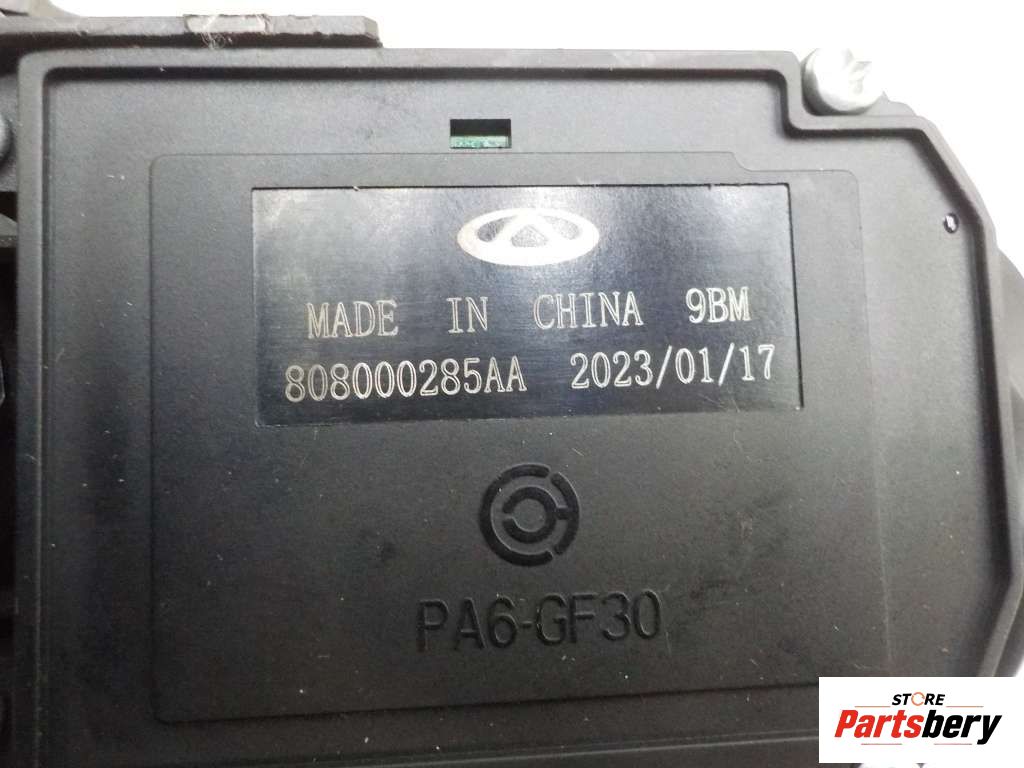 MADE IN CHINA 9BM
808000285AA 2023/01/17
PA6-GF30
STORE
Partsbery